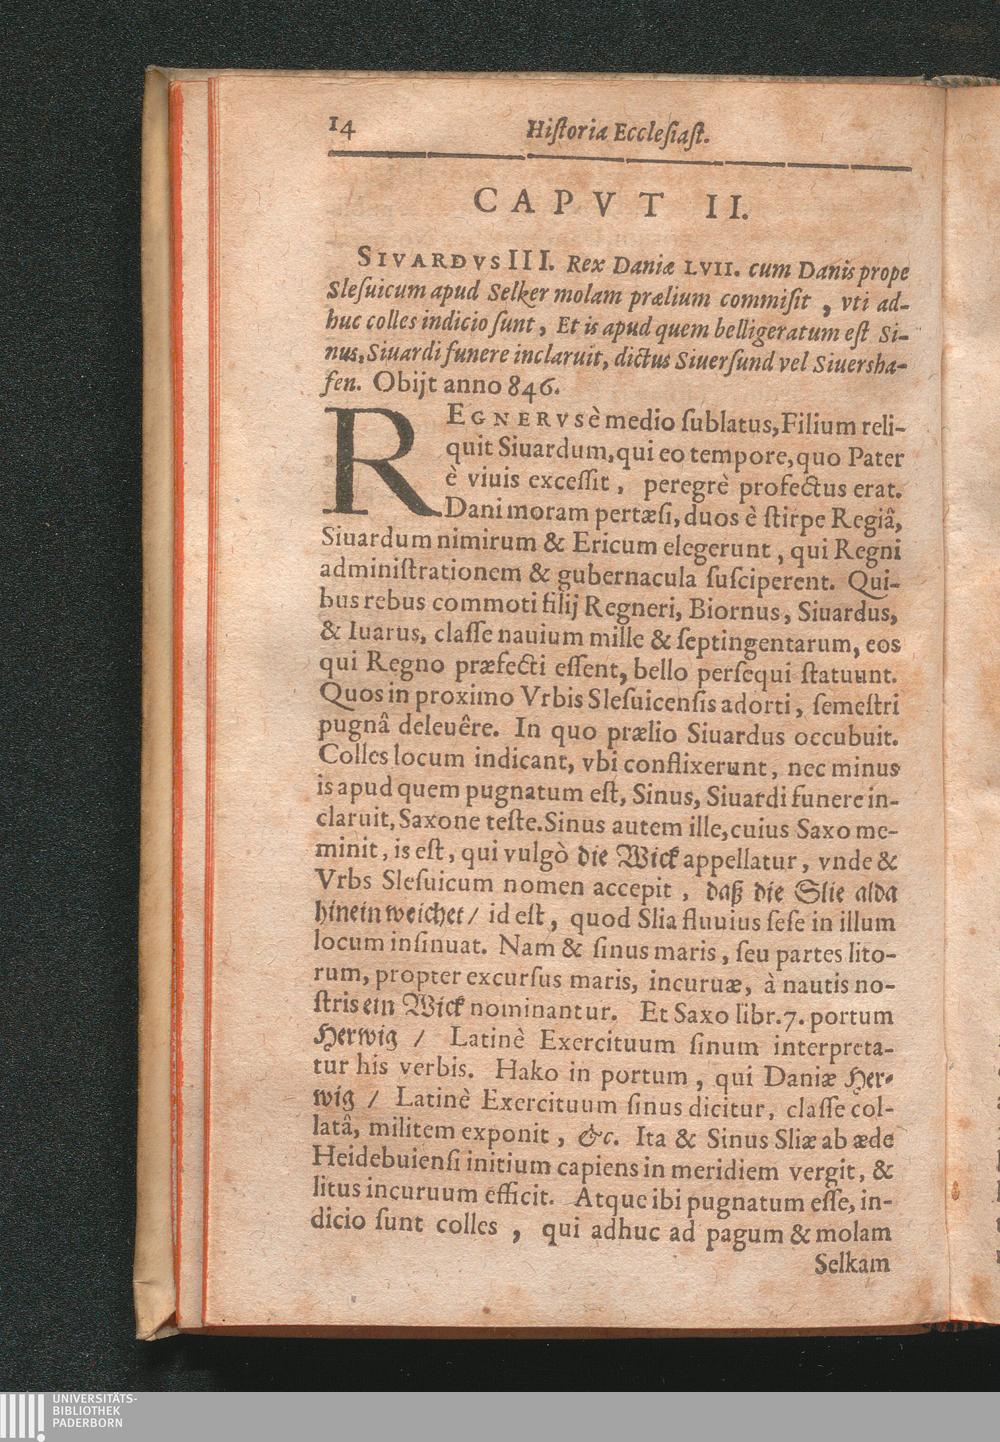 14 Historia Ecclesiast.
CAPVT II.
SIVARDVS III. Rex Daniæ LVII. cum Danis prope
Slesuicum apud Selker molam prælium commisit, vti ad-
huc colles indicio sunt, Et is apud quem belligeratum est Si-
nus, Siuardi funere inclaruit, dictus Siuersund vel Siuersha-
fen. Obijt anno 846.
REGNERVS è medio sublatus, Filium reli-
quit Siuardum, qui eo tempore, quo Pater
è viuis excessit, peregrè profectus erat.
Dani moram pertæsi, duos è stirpe Regiâ,
Siuardum nimirum & Ericum elegerunt, qui Regni
administrationem & gubernacula susciperent. Qui-
bus rebus commoti filij Regneri, Biornus, Siuardus,
& Iuarus, classe nauium mille & septingentarum, eos
qui Regno præfecti essent, bello persequi statuunt.
Quos in proximo Vrbis Slesuicensis adorti, semestri
pugnâ deleuêre. In quo prælio Siuardus occubuit.
Colles locum indicant, vbi conflixerunt, nec minus
is apud quem pugnatum est, Sinus, Siuardi funere in-
claruit, Saxone teste. Sinus autem ille, cuius Saxo me-
minit, is est, qui vulgò die Wick appellatur, vnde &
Vrbs Slesuicum nomen accepit, daß die Slie alda
hinein weichet / id est, quod Slia fluuius sese in illum
locum insinuat. Nam & sinus maris, seu partes lito-
rum, propter excursus maris, incuruæ, à nautis no-
stris ein Wick nominantur. Et Saxo libr. 7. portum
Herwig / Latinè Exercituum sinum interpreta-
tur his verbis. Hako in portum, qui Daniæ Her-
wig / Latinè Exercituum sinus dicitur, classe col-
latâ, militem exponit, &c. Ita & Sinus Sliæ ab æde
Heidebuiensi initium capiens in meridiem vergit, &
litus incuruum efficit. Atque ibi pugnatum esse, in-
dicio sunt colles, qui adhuc ad pagum & molam
Selkam
UNIVERSITÄTS-
BIBLIOTHEK
PADERBORN